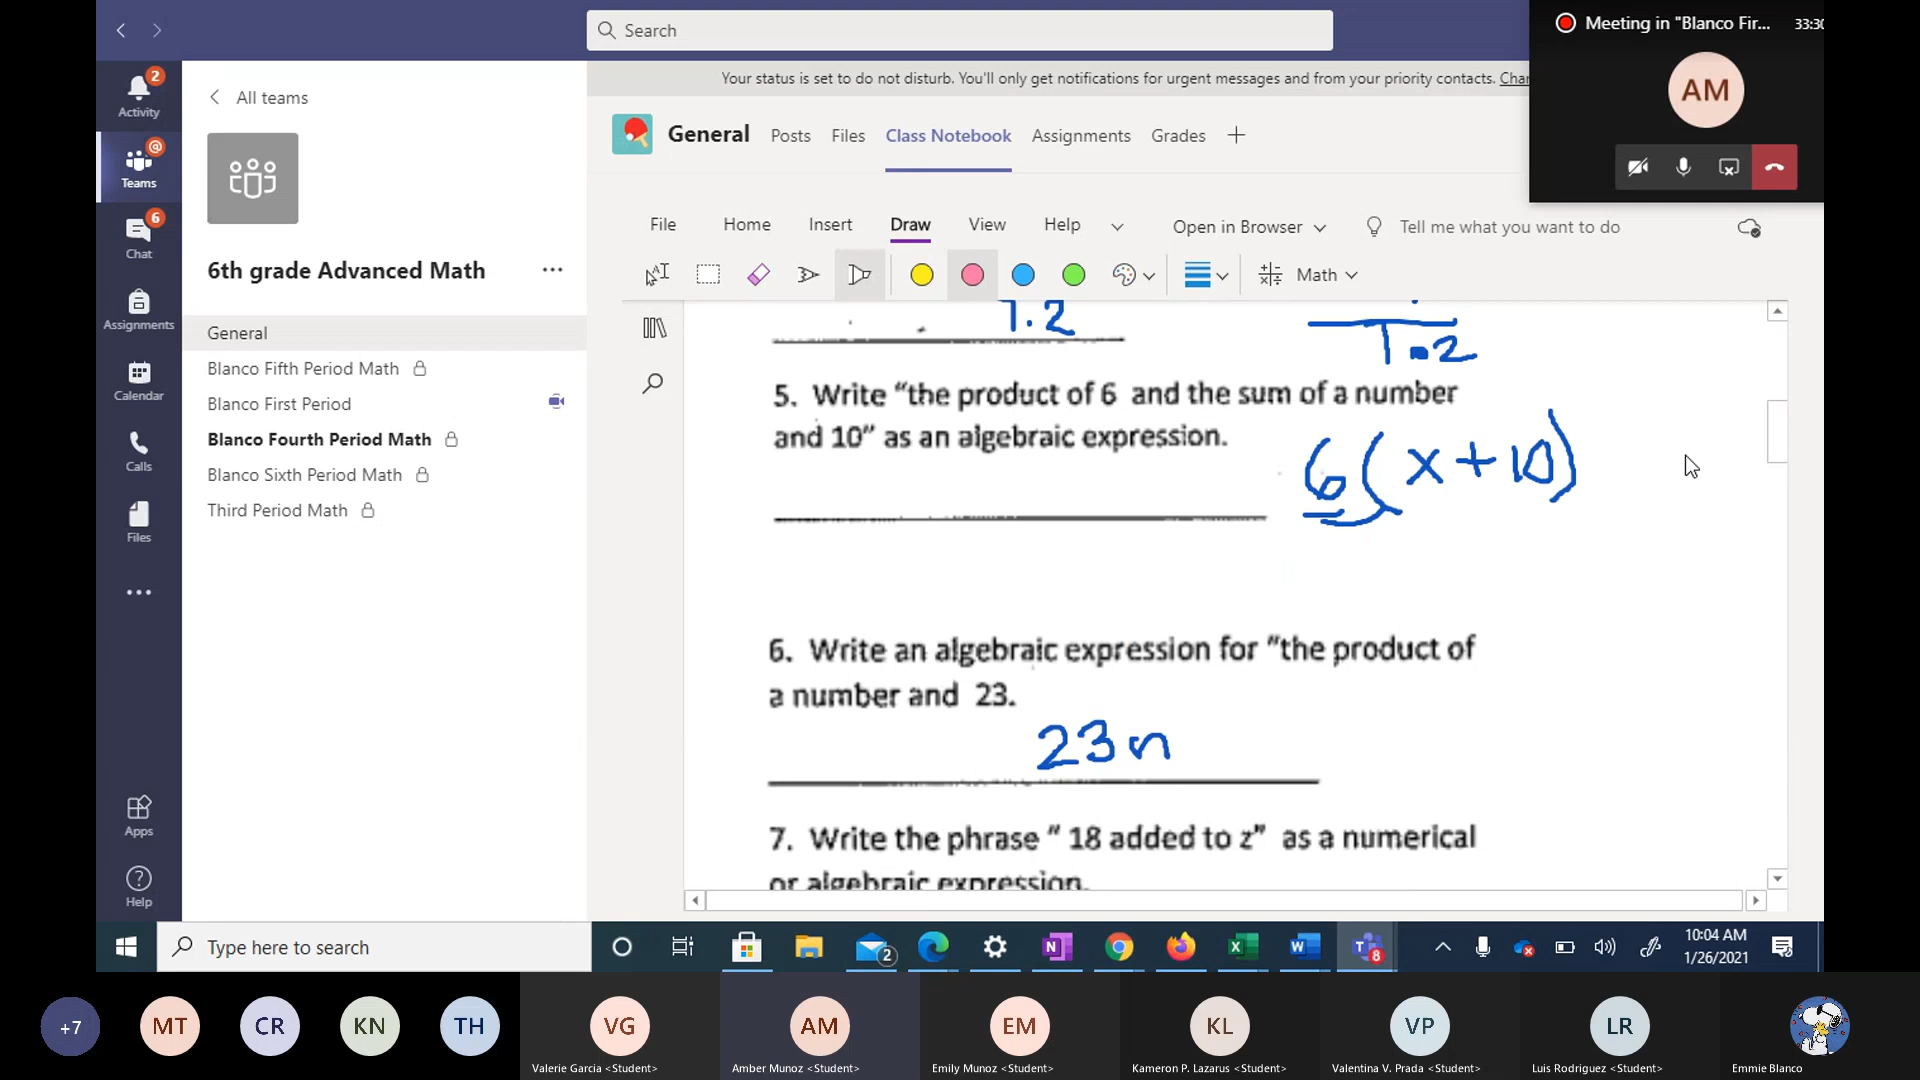 Search
Meeting in "Blanco Fir...
33:30
AM
Your status is set to do not disturb. You'll only get notifications for urgent messages and from your priority contacts.
2
Activity
@
Teams
6
Chat
Assignments
Calendar
Calls
Files
Apps
Help
All teams
6th grade Advanced Math
General
Blanco Fifth Period Math
Blanco First Period
Blanco Fourth Period Math
Blanco Sixth Period Math
Third Period Math
General Posts Files Class Notebook Assignments Grades
File Home Insert Draw View Help Open in Browser Tell me what you want to do
Math
T.2
5. Write “the product of 6 and the sum of a number
and 10” as an algebraic expression.
6(x+10)
6. Write an algebraic expression for “the product of
a number and 23.
23n
7. Write the phrase “ 18 added to z” as a numerical
or algebraic expression.
Type here to search
2
8
10:04 AM
1/26/2021
+7
MT
CR
KN
TH
VG
AM
EM
KL
VP
LR
Valerie Garcia <Student>
Amber Munoz <Student>
Emily Munoz <Student>
Kameron P. Lazarus <Student>
Valentina V. Prada <Student>
Luis Rodriguez <Student>
Emmie Blanco